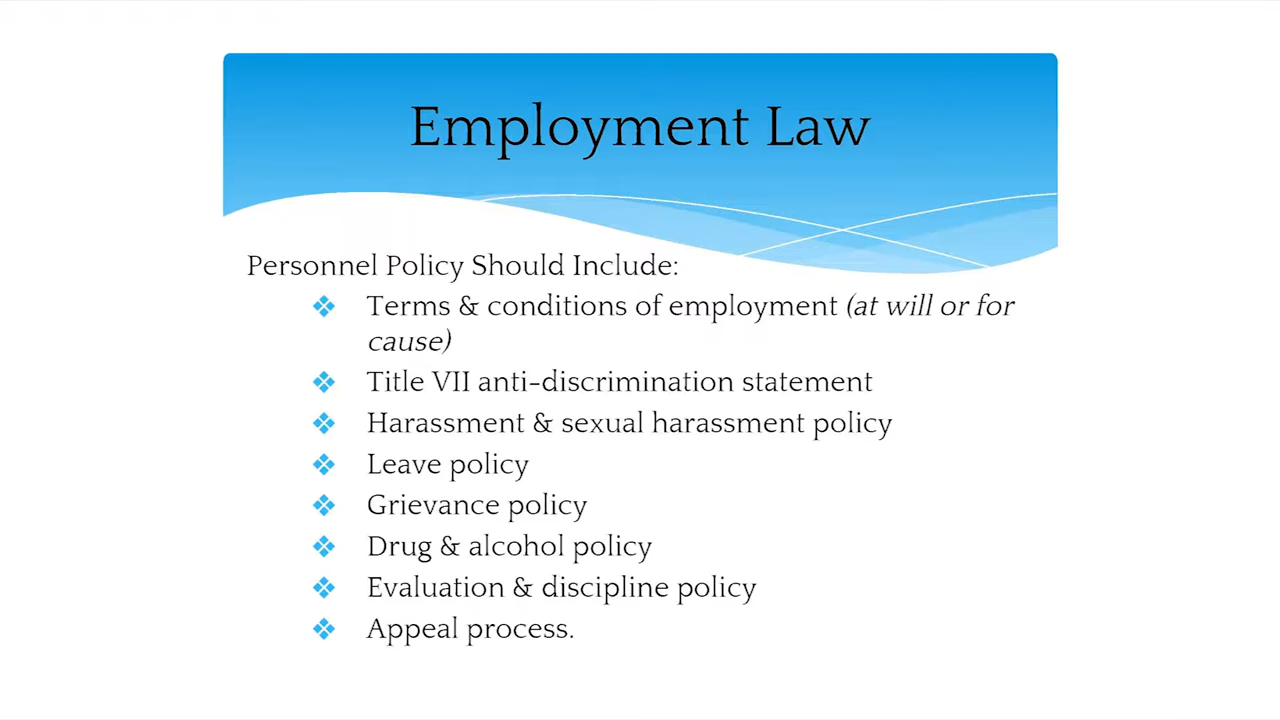 Employment Law
Personnel Policy Should Include:
Terms & conditions of employment (at will or for
cause)
Title VII anti-discrimination statement
Harassment & sexual harassment policy
Leave policy
Grievance policy
Drug & alcohol policy
Evaluation & discipline policy
Appeal process.